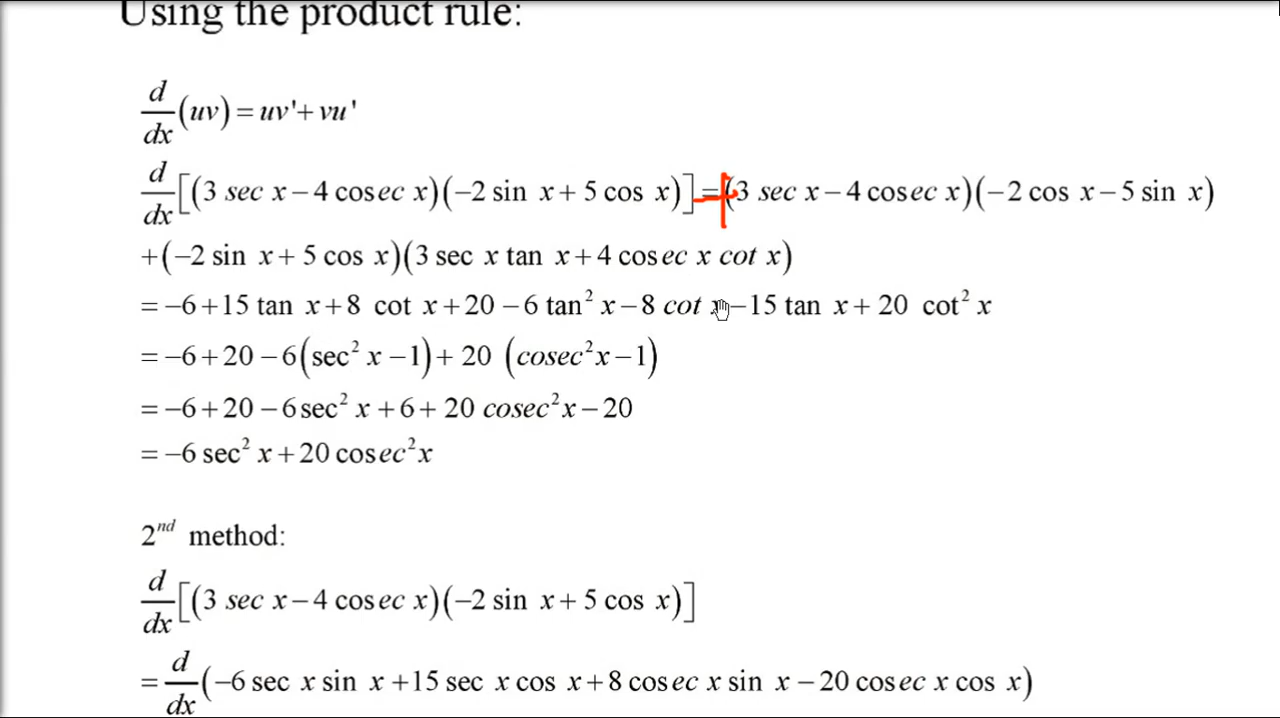 Using the product rule:
d/dx (uv) = uv'+ vu'
d/dx [(3 sec x − 4 cosec x)(−2 sin x + 5 cos x)] = (3 sec x − 4 cosec x)(−2 cos x − 5 sin x)
+(−2 sin x + 5 cos x)(3 sec x tan x + 4 cosec x cot x)
= −6 + 15 tan x + 8 cot x + 20 − 6 tan² x − 8 cot x − 15 tan x + 20 cot² x
= −6 + 20 − 6(sec² x − 1) + 20 (cosec²x − 1)
= −6 + 20 − 6 sec² x + 6 + 20 cosec²x − 20
= −6 sec² x + 20 cosec²x
2nd method:
d/dx [(3 sec x − 4 cosec x)(−2 sin x + 5 cos x)]
= d/dx (−6 sec x sin x + 15 sec x cos x + 8 cosec x sin x − 20 cosec x cos x)